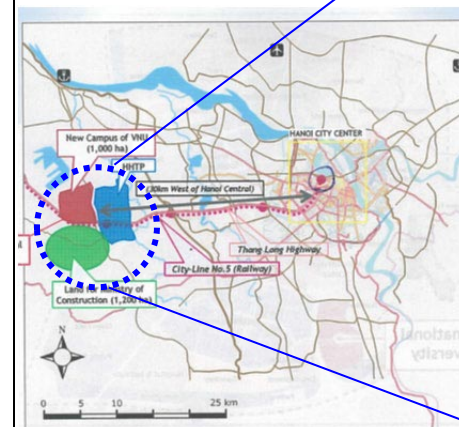 HANOI CITY CENTER
New Campus of VNU
(1,000 ha)
HHTP
(30km West of Hanoi Central)
Thang Long Highway
City-Line No.5 (Railway)
Land for Ministry of
Construction (1,200 ha)
N
0 5 10 25 km